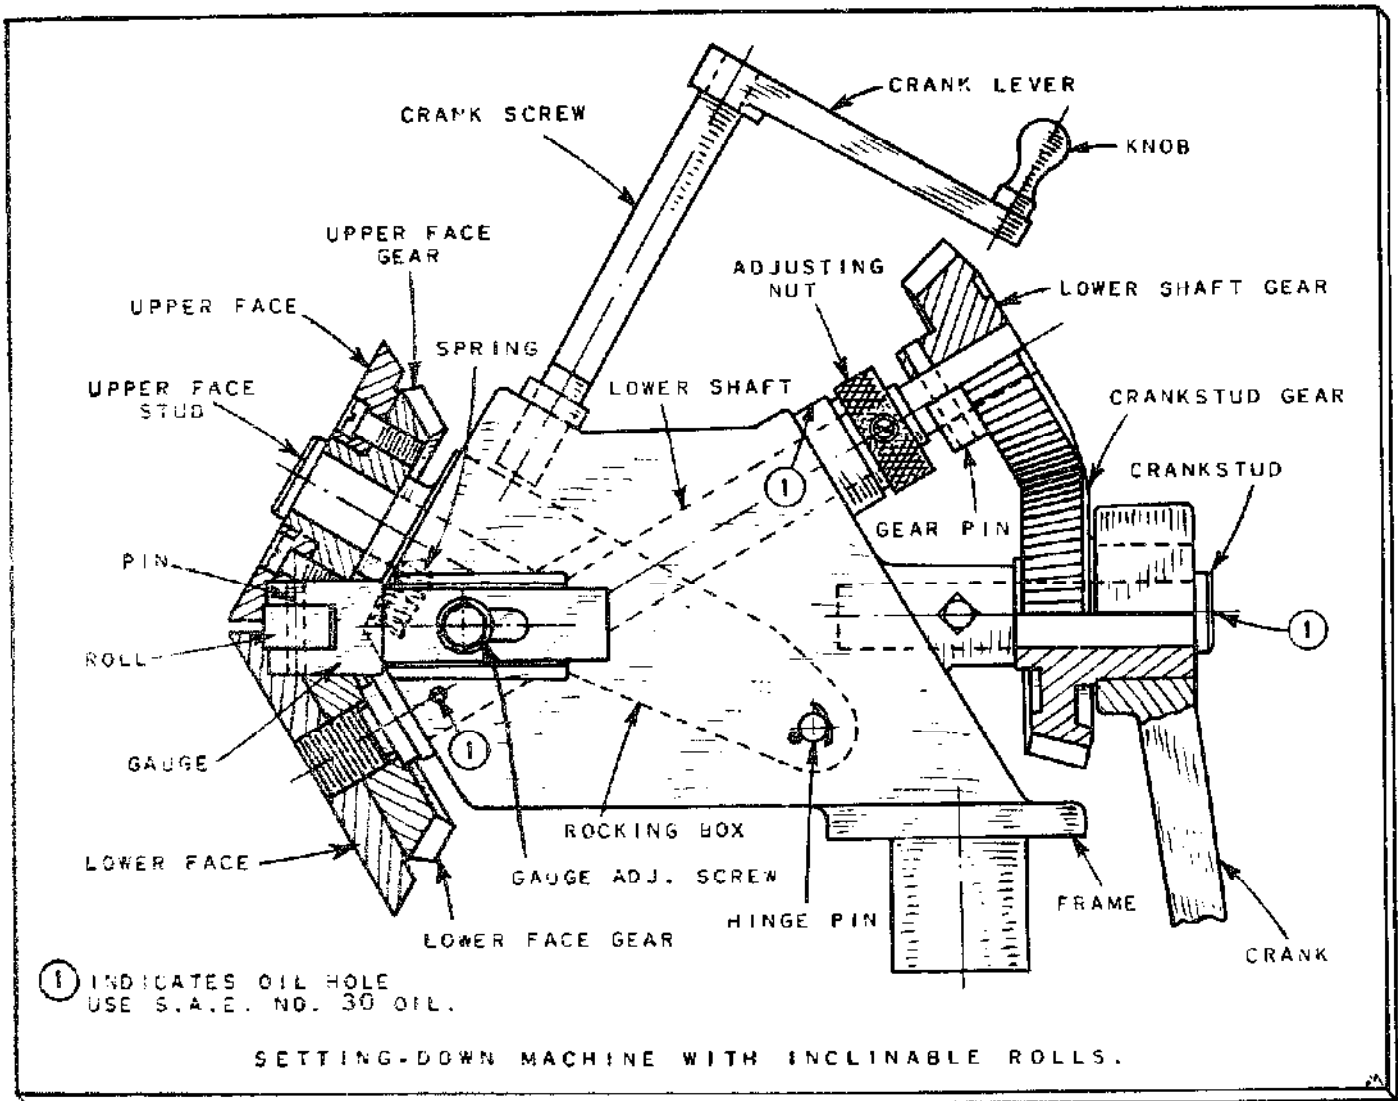 CRANK LEVER
CRANK SCREW
KNOB
UPPER FACE
GEAR
ADJUSTING
NUT
LOWER SHAFT GEAR
UPPER FACE
SPRING
UPPER FACE
STUD
LOWER SHAFT
CRANKSTUD GEAR
CRANKSTUD
1
GEAR PIN
PIN
1
ROLL
1
GAUGE
ROCKING BOX
LOWER FACE
GAUGE ADJ. SCREW
HINGE PIN
FRAME
LOWER FACE GEAR
CRANK
1 INDICATES OIL HOLE
USE S.A.E. NO. 30 OIL.
SETTING-DOWN MACHINE WITH INCLINABLE ROLLS.